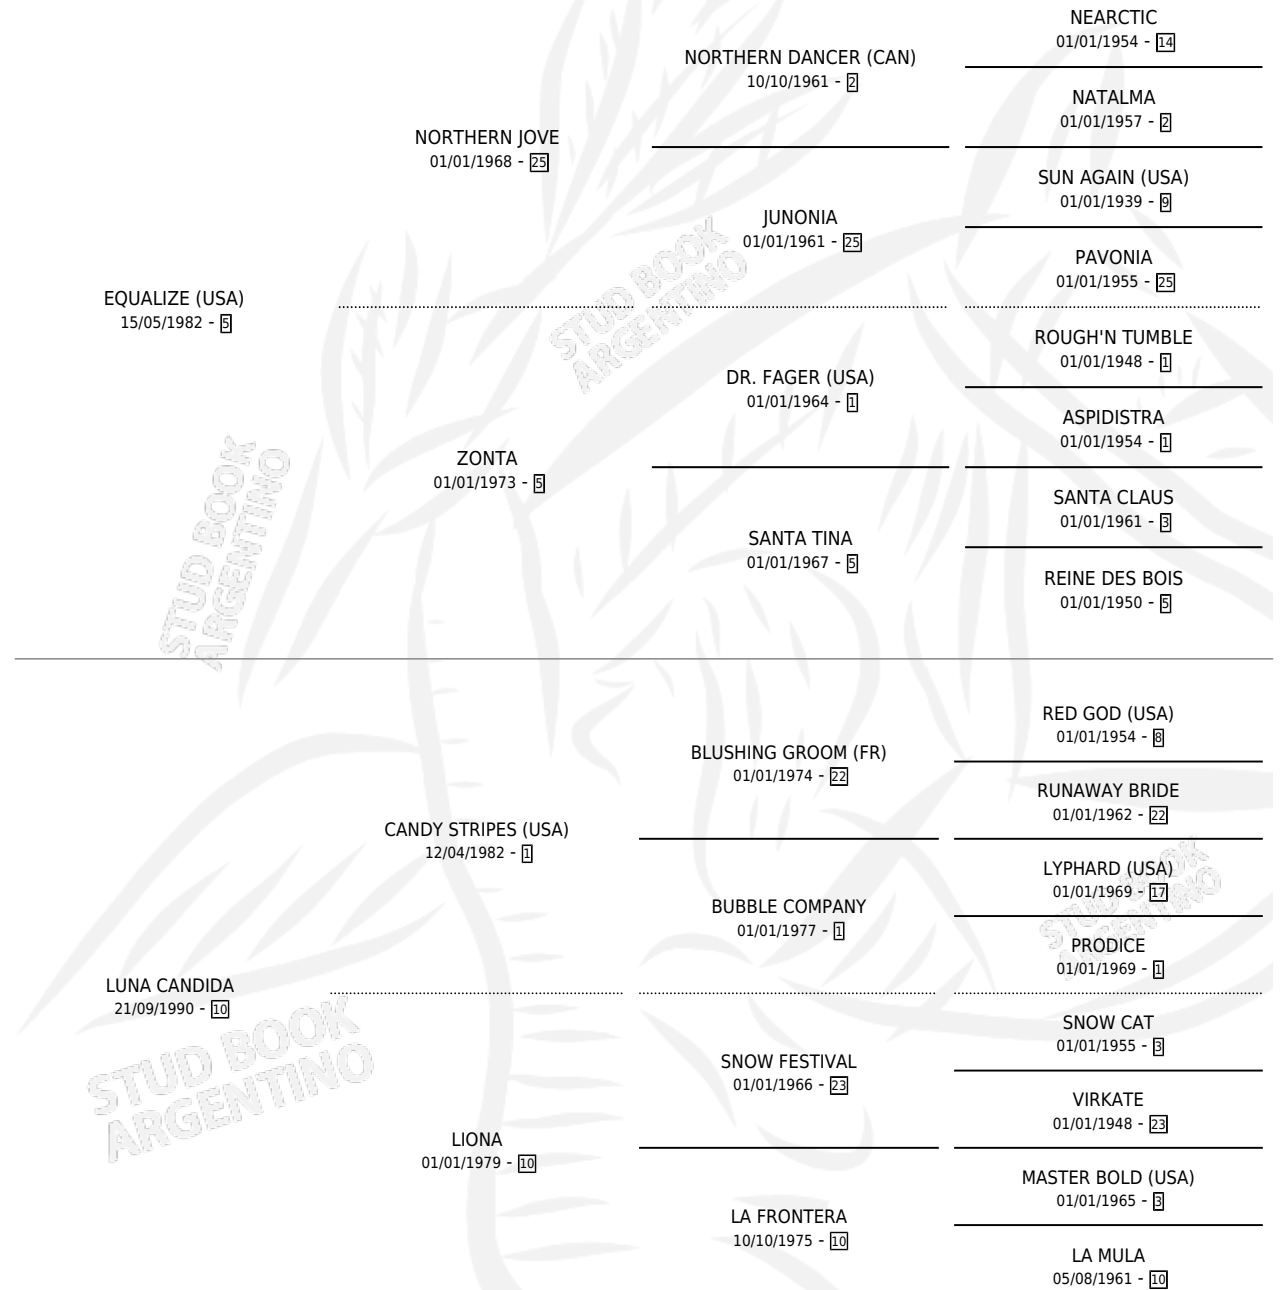 NEARCTIC
01/01/1954 - 14
NORTHERN DANCER (CAN)
10/10/1961 - 2
NATALMA
01/01/1957 - 2
NORTHERN JOVE
01/01/1968 - 25
SUN AGAIN (USA)
01/01/1939 - 9
JUNONIA
01/01/1961 - 25
PAVONIA
01/01/1955 - 25
EQUALIZE (USA)
15/05/1982 - 5
STUD BOOK
ARGENTINO
ROUGH'N TUMBLE
01/01/1948 - 1
DR. FAGER (USA)
01/01/1964 - 1
ASPIDISTRA
01/01/1954 - 1
ZONTA
01/01/1973 - 5
SANTA CLAUS
01/01/1961 - 3
SANTA TINA
01/01/1967 - 5
REINE DES BOIS
01/01/1950 - 5
STUD BOOK
ARGENTINO
RED GOD (USA)
01/01/1954 - 8
BLUSHING GROOM (FR)
01/01/1974 - 22
RUNAWAY BRIDE
01/01/1962 - 22
CANDY STRIPES (USA)
12/04/1982 - 1
LYPHARD (USA)
01/01/1969 - 17
BUBBLE COMPANY
01/01/1977 - 1
STUD BOOK
ARGENTINO
PRODICE
01/01/1969 - 1
LUNA CANDIDA
21/09/1990 - 10
SNOW CAT
01/01/1955 - 3
SNOW FESTIVAL
01/01/1966 - 23
STUD BOOK
ARGENTINO
VIRKATE
01/01/1948 - 23
LIONA
01/01/1979 - 10
MASTER BOLD (USA)
01/01/1965 - 3
LA FRONTERA
10/10/1975 - 10
LA MULA
05/08/1961 - 10